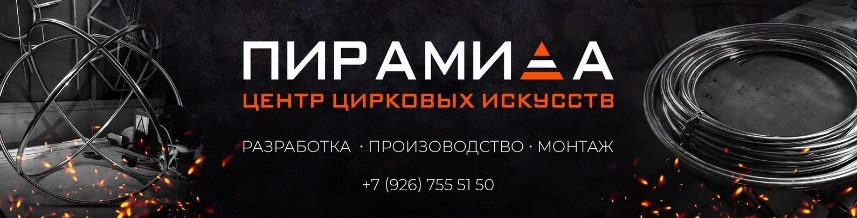 ПИРАМИДА
ЦЕНТР ЦИРКОВЫХ ИСКУССТВ
РАЗРАБОТКА · ПРОИЗОВОДСТВО · МОНТАЖ
+7 (926) 755 51 50